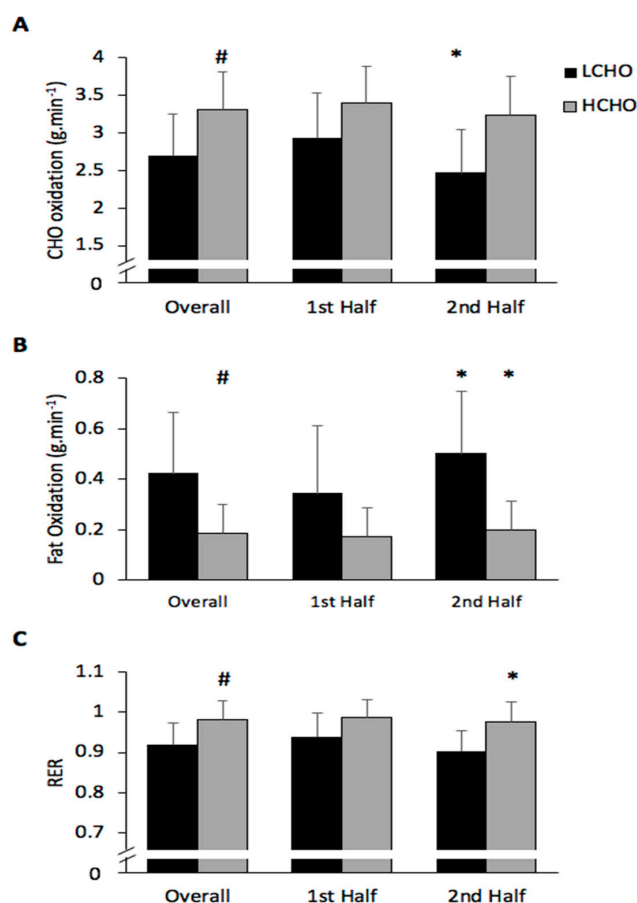 A
CHO oxidation (g.min⁻¹)
4
3.5
3
2.5
2
1.5
0
#
*
LCHO
HCHO
Overall 1st Half 2nd Half
B
Fat Oxidation (g.min⁻¹)
0.8
0.6
0.4
0.2
0
#
* *
Overall 1st Half 2nd Half
C
RER
1.1
1
0.9
0.8
0.7
0
#
*
Overall 1st Half 2nd Half